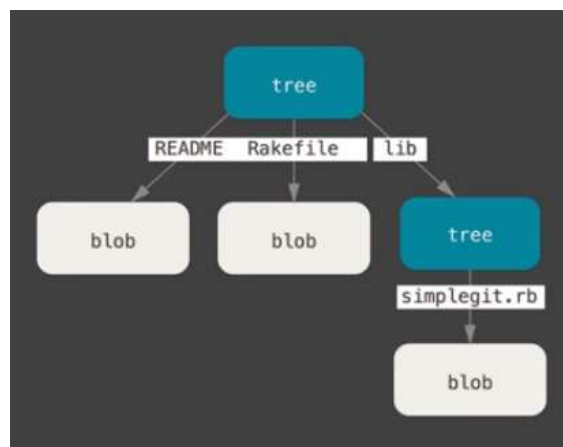 tree
README Rakefile lib
blob blob tree
simplegit.rb
blob